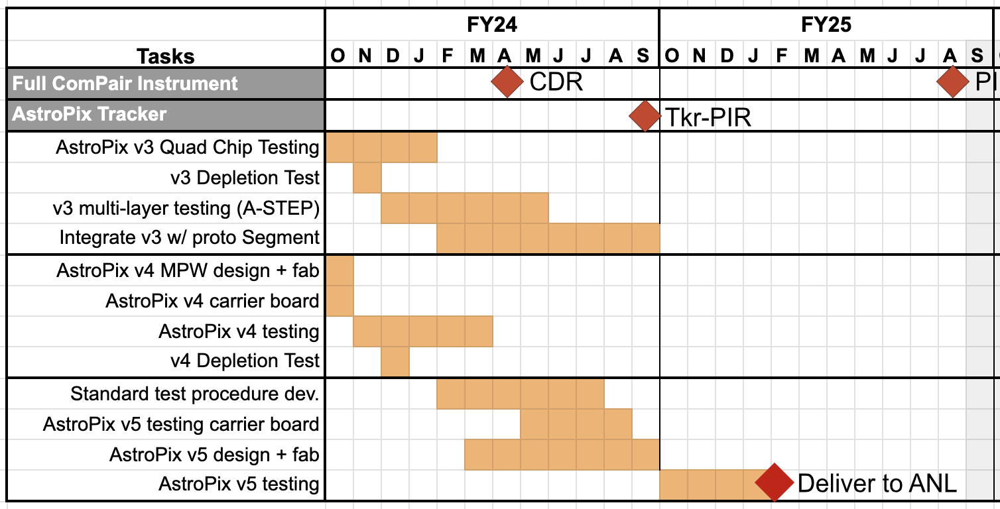 FY24 FY25
Tasks O N D J F M A M J J A S O N D J F M A M J J A S
Full ComPair Instrument CDR
AstroPix Tracker Tkr-PIR
AstroPix v3 Quad Chip Testing
v3 Depletion Test
v3 multi-layer testing (A-STEP)
Integrate v3 w/ proto Segment
AstroPix v4 MPW design + fab
AstroPix v4 carrier board
AstroPix v4 testing
v4 Depletion Test
Standard test procedure dev.
AstroPix v5 testing carrier board
AstroPix v5 design + fab
AstroPix v5 testing Deliver to ANL